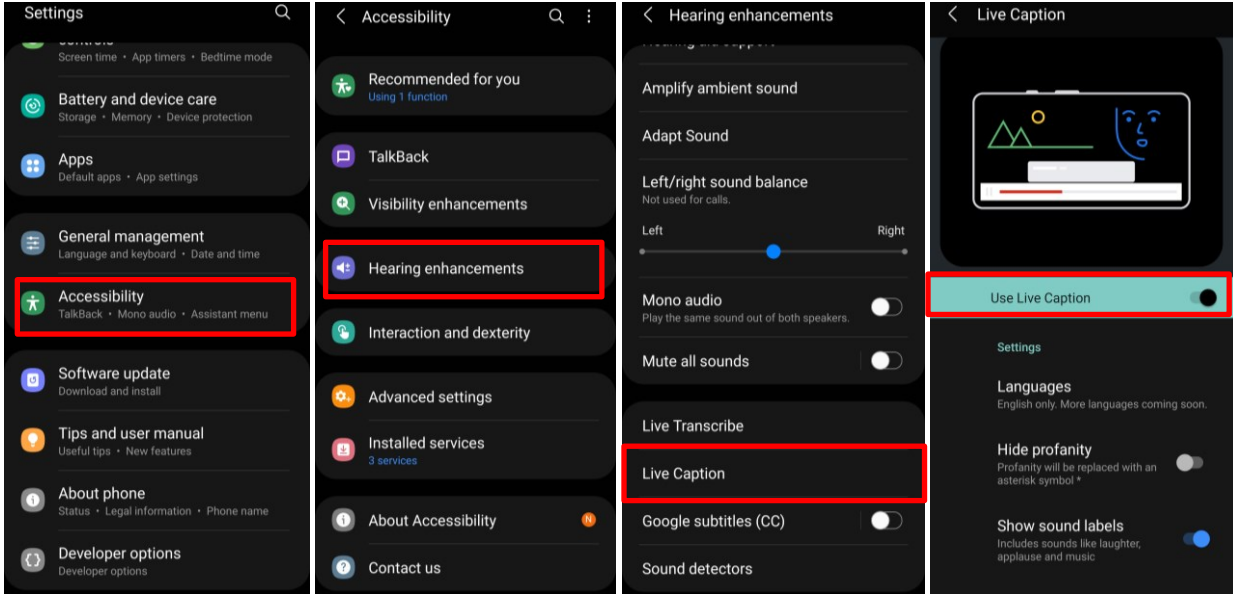 Settings
controls
Screen time • App timers • Bedtime mode
Battery and device care
Storage • Memory • Device protection
Apps
Default apps • App settings
General management
Language and keyboard • Date and time
Accessibility
TalkBack • Mono audio • Assistant menu
Software update
Download and install
Tips and user manual
Useful tips • New features
About phone
Status • Legal information • Phone name
Developer options
Developer options
Accessibility
Recommended for you
Using 1 function
TalkBack
Visibility enhancements
Hearing enhancements
Interaction and dexterity
Advanced settings
Installed services
3 services
About Accessibility
N
Contact us
Hearing enhancements
Hearing aid support
Amplify ambient sound
Adapt Sound
Left/right sound balance
Not used for calls.
Left Right
Mono audio
Play the same sound out of both speakers.
Mute all sounds
Live Transcribe
Live Caption
Google subtitles (CC)
Sound detectors
Live Caption
Use Live Caption
Settings
Languages
English only. More languages coming soon.
Hide profanity
Profanity will be replaced with an
asterisk symbol *
Show sound labels
Includes sounds like laughter,
applause and music